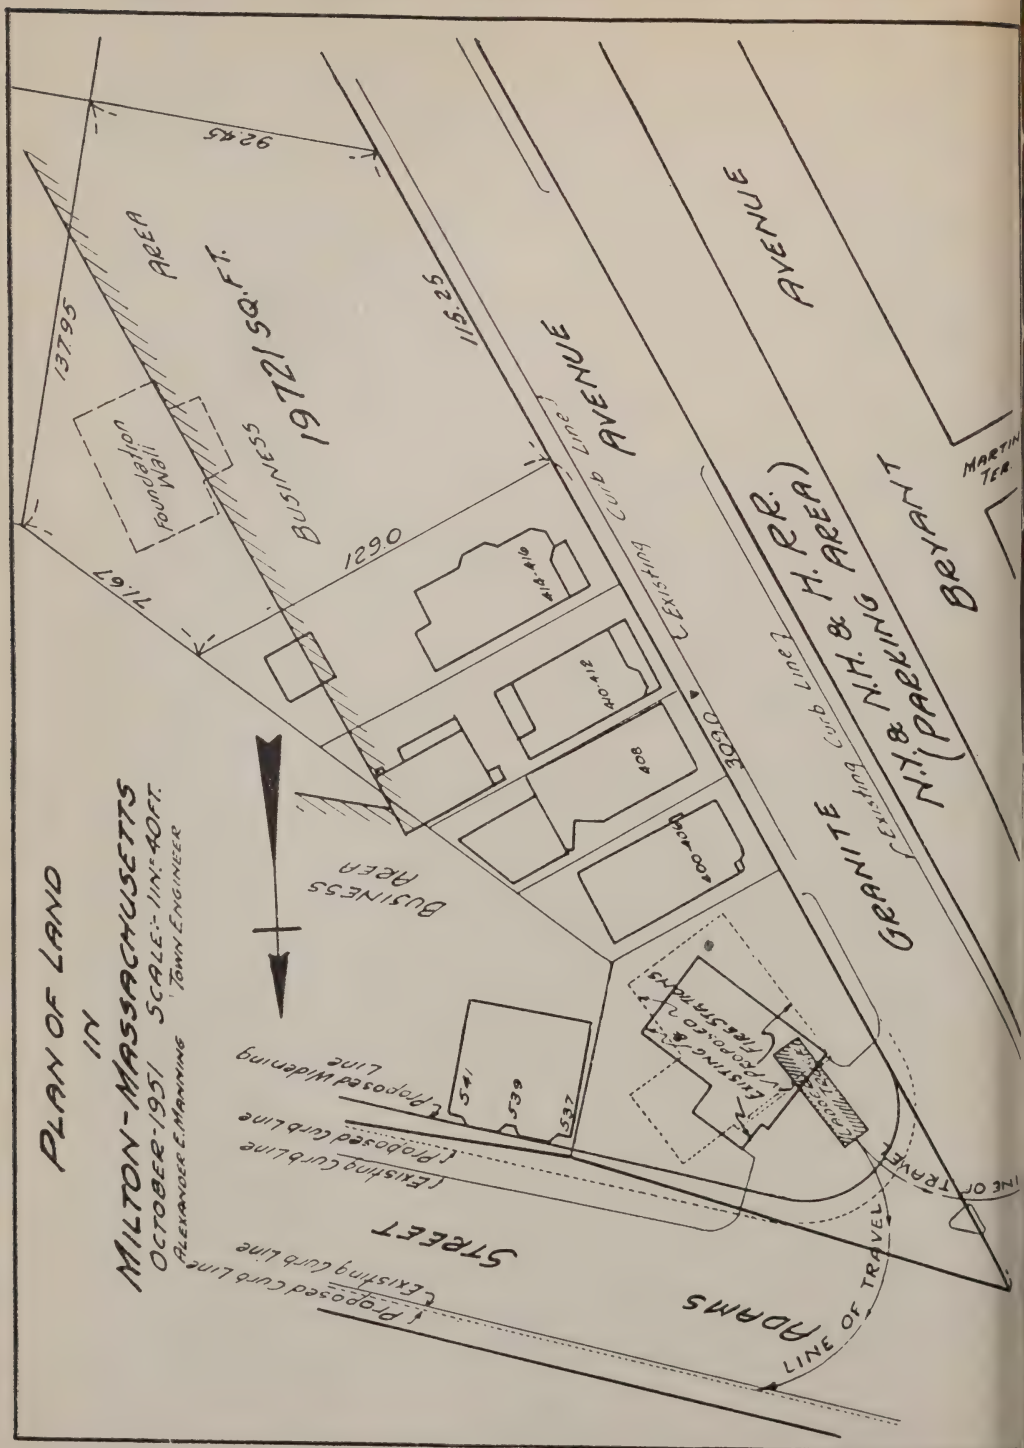 PLAN OF LAND
IN
MILTON-MASSACHUSETTS
OCTOBER-1951 SCALE:-1IN=40FT.
ALEXANDER E. MANNING TOWN ENGINEER
137.95
92.45
115.25
71.67
129.0
309.0
AREA
19721 SQ. FT.
BUSINESS
Foundation
Wall
BUSINESS
AREA
414-416
410-412
408
400-406
(Existing Curb Line)
GRANITE AVENUE
(Existing Curb Line)
N.Y. & N.H. & H. RR.
(PARKING AREA)
BRYANT AVENUE
MARTIN
TER.
541
539
537
EXISTING &
PROPOSED
FIRE STATIONS
LADDER
LINE OF TRAVEL
INE OF TRAVEL
(Proposed Widening
Line
(Proposed Curb Line
(Existing Curb Line
ADAMS STREET
(Existing Curb Line
(Proposed Curb Line